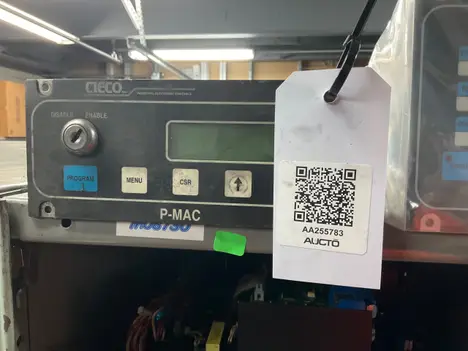 CIECO
DISABLE ENABLE
PROGRAM
MENU
CSR
P-MAC
AA255783
AUCTO